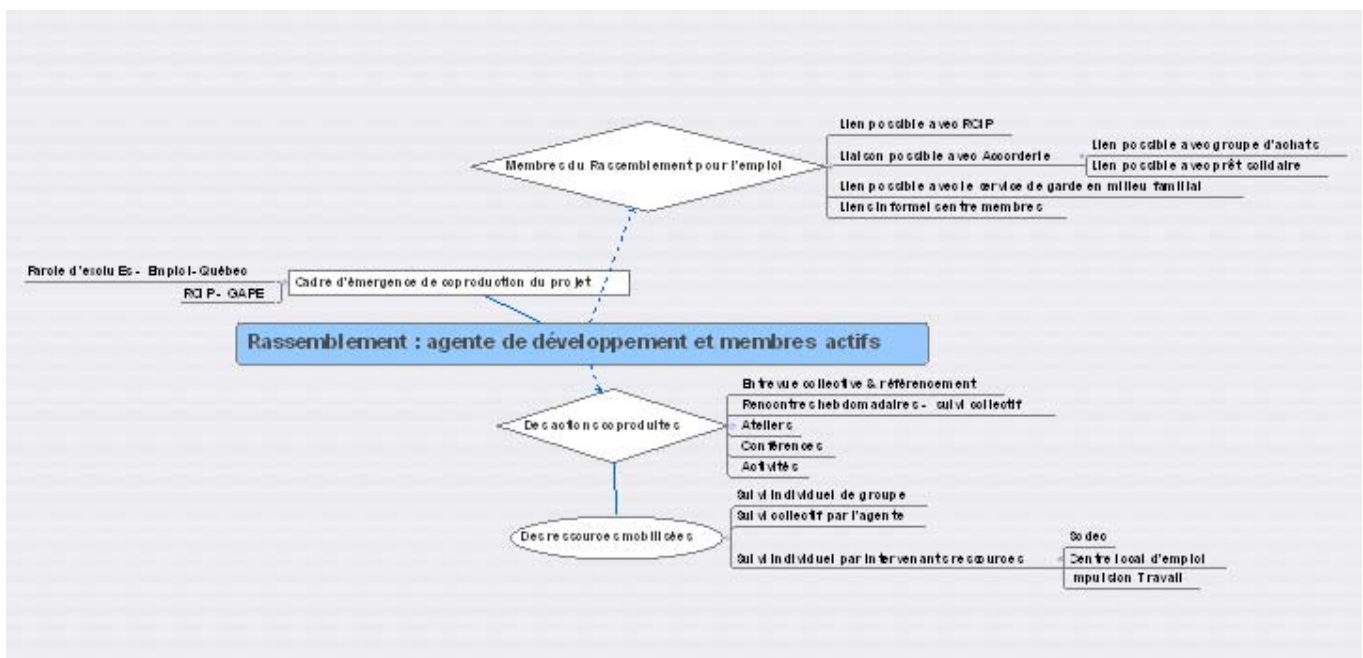 Lien possible avec RCIP
Membres du Rassemblement pour l'emploi
Liaison possible avec Accorderie
Lien possible avec groupe d'achats
Lien possible avec prêt solidaire
Lien possible avec le service de garde en milieu familial
Liens informels entre membres
Parole d'excluEs - Emploi-Québec
RCIP - GAPE
Cadre d'émergence de coproduction du projet
Rassemblement : agente de développement et membres actifs
Des actions coproduites
Entrevue collective & référencement
Rencontres hebdomadaires - suivi collectif
Ateliers
Conférences
Activités
Des ressources mobilisées
Suivi individuel de groupe
Suivi collectif par l'agente
Suivi individuel par intervenants ressources
Sodec
Centre local d'emploi
Impulsion Travail